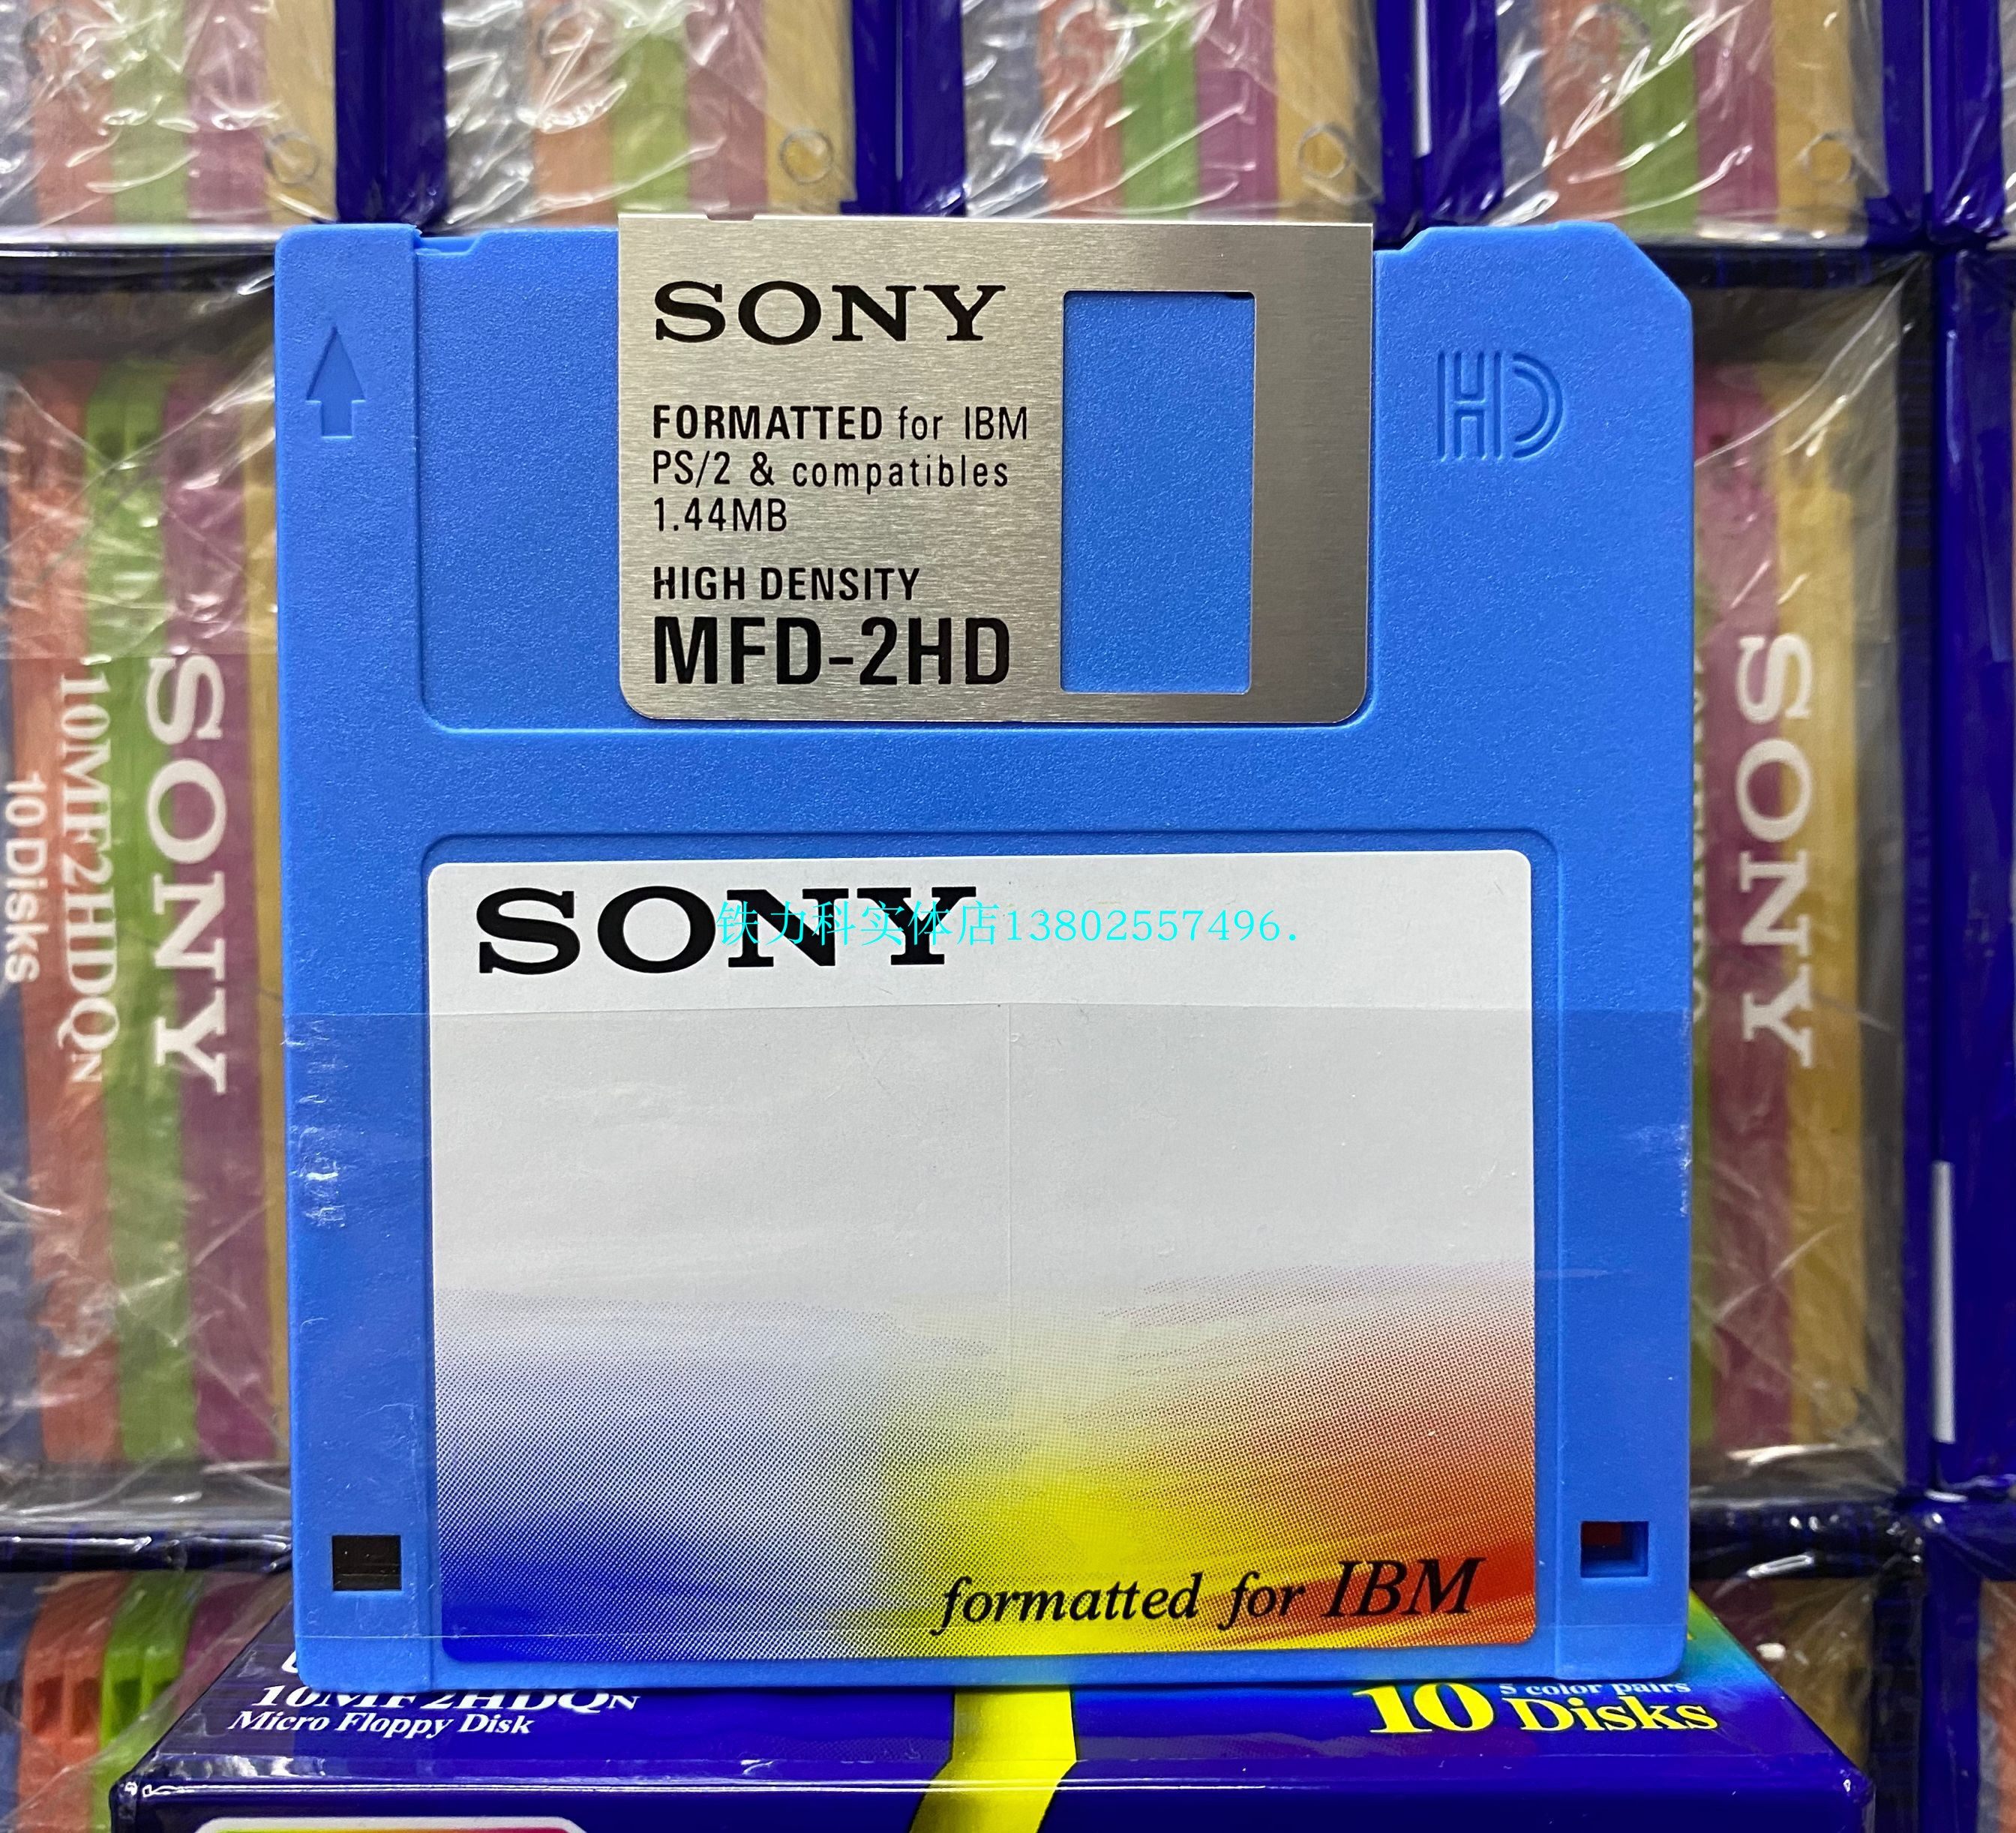 SONY
FORMATTED for IBM
PS/2 & compatibles
1.44MB
HIGH DENSITY
MFD-2HD
HD
SONY
铁力科实体店13802557496.
formatted for IBM
SONY
10MF2HDQN
10 Disks
SONY
10MF2HDQN
Micro Floppy Disk
5 color pairs
10 Disks